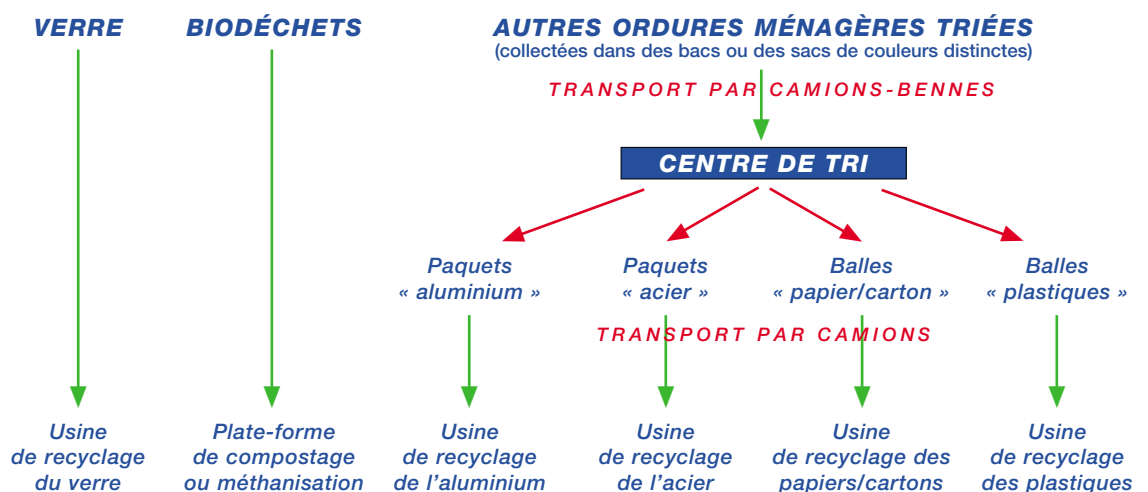 VERRE
BIODÉCHETS
AUTRES ORDURES MÉNAGÈRES TRIÉES
(collectées dans des bacs ou des sacs de couleurs distinctes)
TRANSPORT PAR CAMIONS-BENNES
CENTRE DE TRI
Paquets
« aluminium »
Paquets
« acier »
Balles
« papier/carton »
Balles
« plastiques »
TRANSPORT PAR CAMIONS
Usine
de recyclage
du verre
Plate-forme
de compostage
ou méthanisation
Usine
de recyclage
de l'aluminium
Usine
de recyclage
de l'acier
Usine
de recyclage des
papiers/cartons
Usine
de recyclage
des plastiques